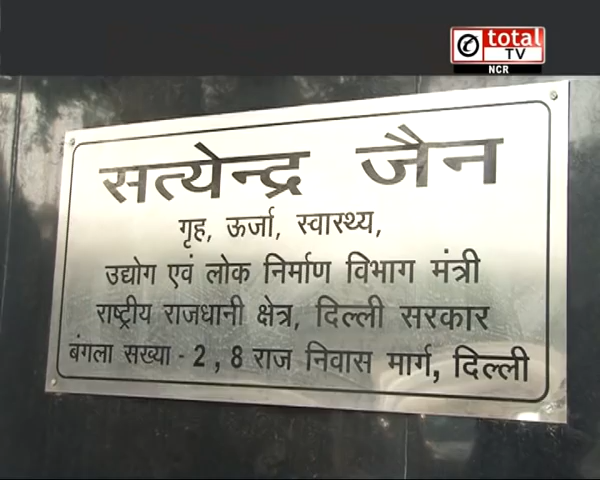 total
TV
NCR
सत्येन्द्र जैन
गृह, ऊर्जा, स्वास्थ्य,
उद्योग एवं लोक निर्माण विभाग मंत्री
राष्ट्रीय राजधानी क्षेत्र, दिल्ली सरकार
बंगला सख्या - 2 , 8 राज निवास मार्ग, दिल्ली